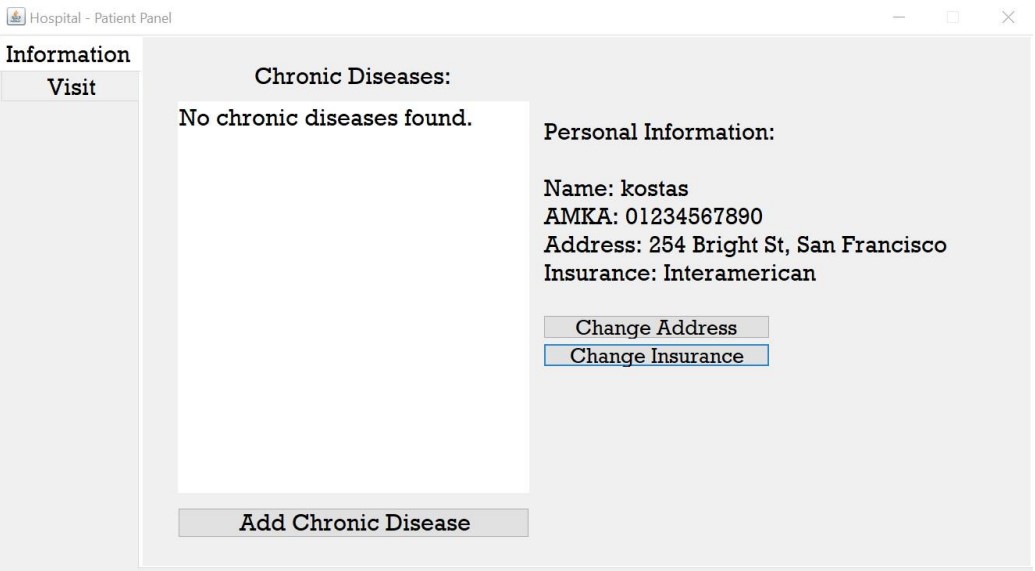 Hospital - Patient Panel
Information
Visit
Chronic Diseases:
No chronic diseases found.
Add Chronic Disease
Personal Information:
Name: kostas
AMKA: 01234567890
Address: 254 Bright St, San Francisco
Insurance: Interamerican
Change Address
Change Insurance